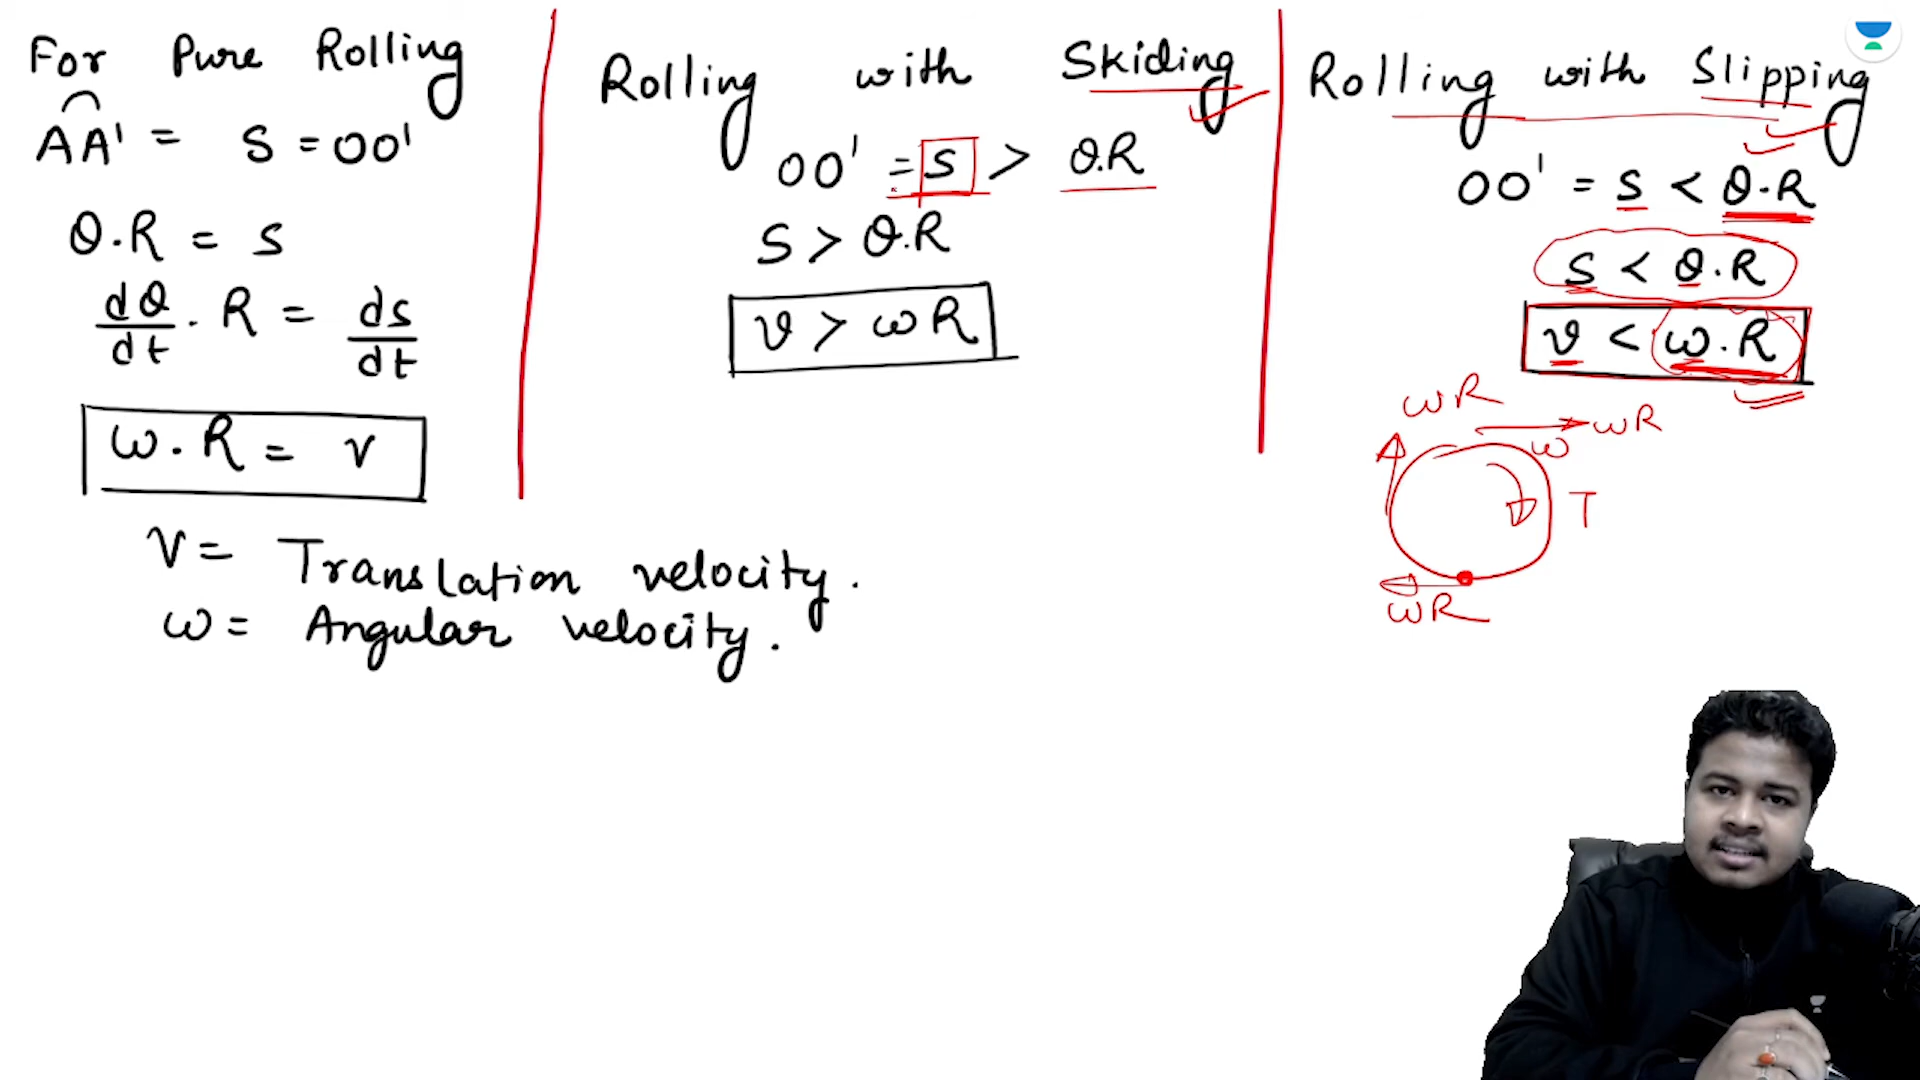 For Pure Rolling
AA' = S = OO'
θ.R = S
dθ/dt . R = ds/dt
ω.R = v
Rolling with Skiding
OO' = S > θ.R
S > θ.R
v > ωR
Rolling with Slipping
OO' = S < θ.R
S < θ.R
v < ω.R
ωR
ωR
ω
T
ωR
v = Translation velocity.
ω = Angular velocity.